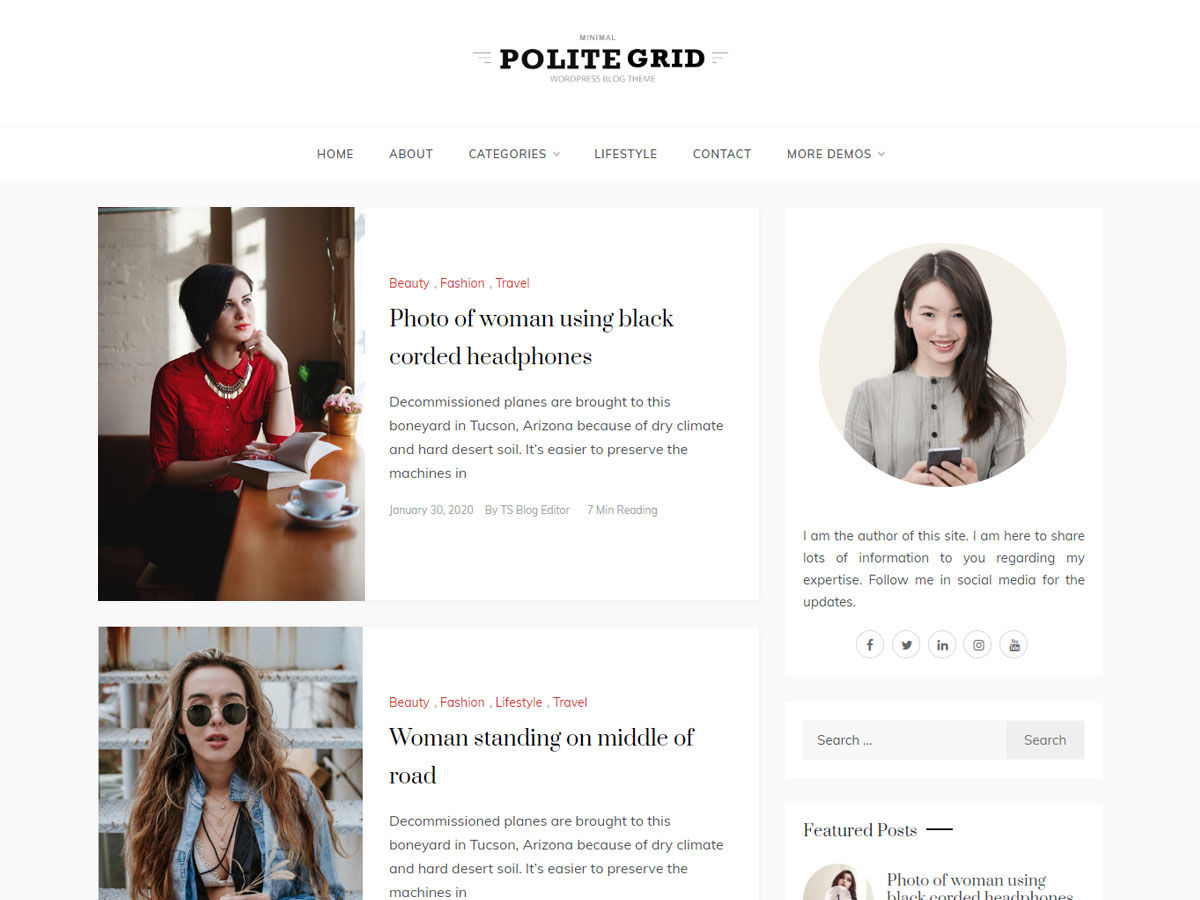 MINIMAL
POLITE GRID
WORDPRESS BLOG THEME
HOME ABOUT CATEGORIES LIFESTYLE CONTACT MORE DEMOS
Beauty , Fashion , Travel
Photo of woman using black
corded headphones
Decommissioned planes are brought to this
boneyard in Tucson, Arizona because of dry climate
and hard desert soil. It’s easier to preserve the
machines in
January 30, 2020 By TS Blog Editor 7 Min Reading
Beauty , Fashion , Lifestyle , Travel
Woman standing on middle of
road
Decommissioned planes are brought to this
boneyard in Tucson, Arizona because of dry climate
and hard desert soil. It’s easier to preserve the
machines in
I am the author of this site. I am here to share
lots of information to you regarding my
expertise. Follow me in social media for the
updates.
Search ... Search
Featured Posts
1
Photo of woman using
black corded headphones